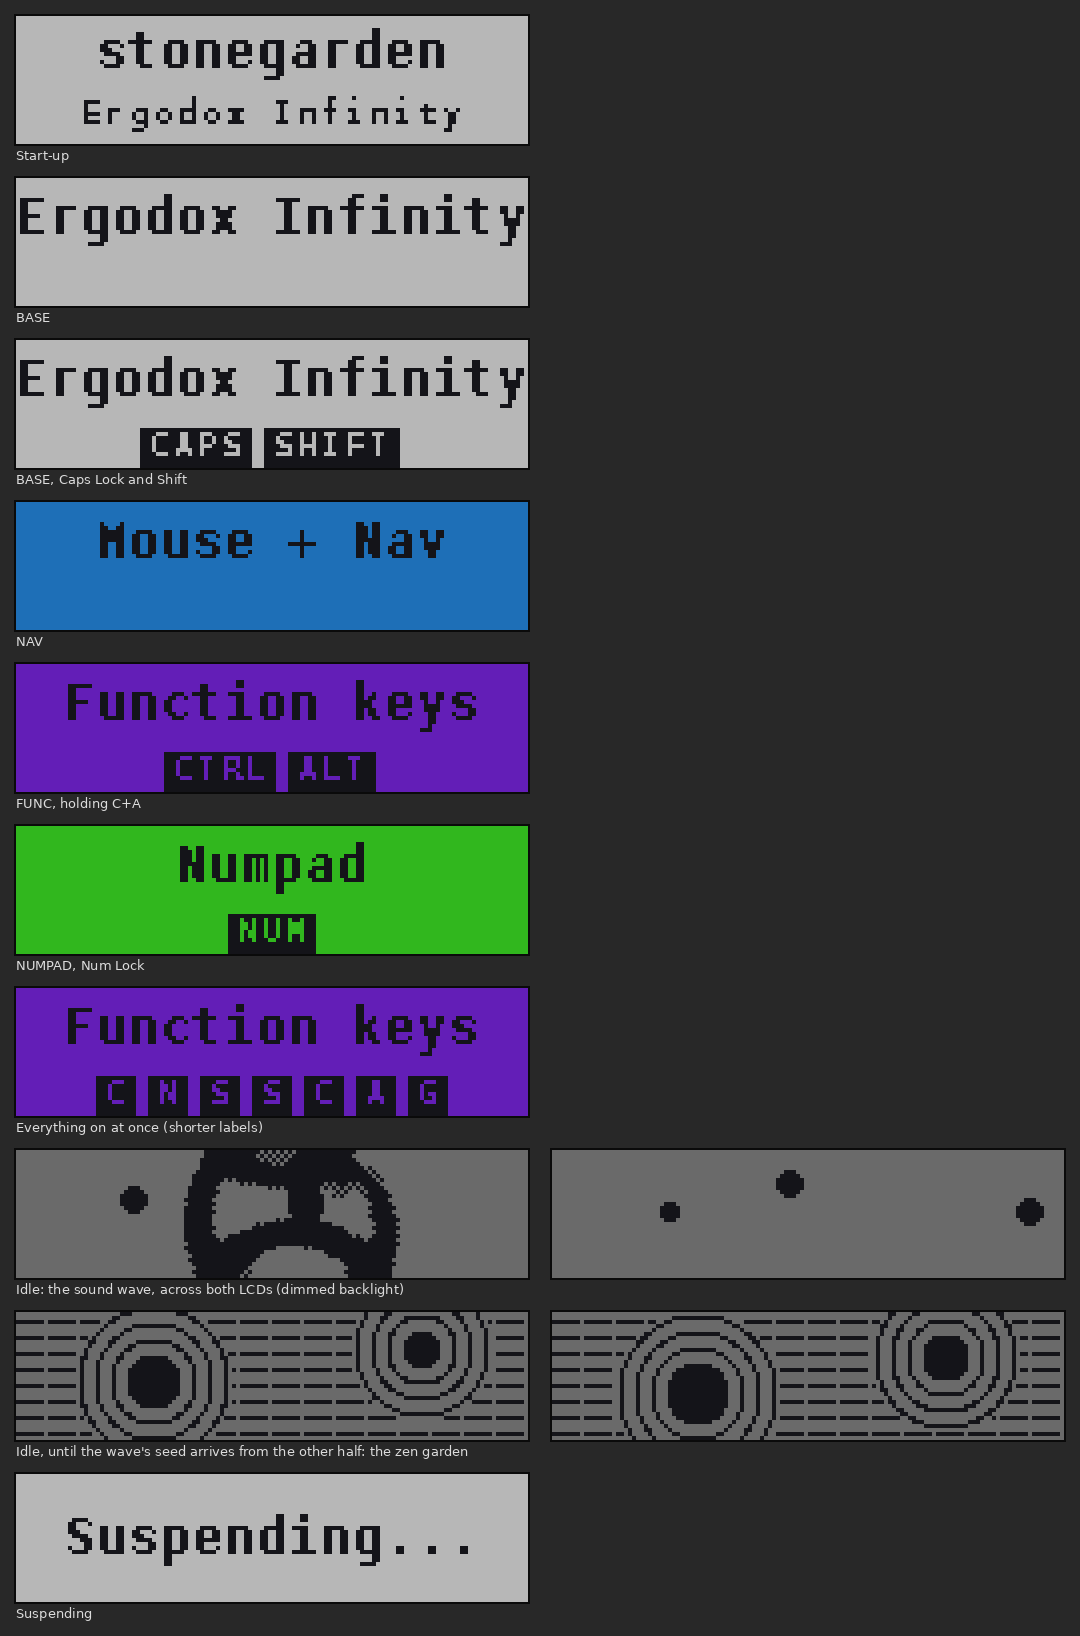 stonegarden
Ergodox Infinity
Start-up
Ergodox Infinity
BASE
Ergodox Infinity
CAPS SHIFT
BASE, Caps Lock and Shift
Mouse + Nav
NAV
Function keys
CTRL ALT
FUNC, holding C+A
Numpad
NUM
NUMPAD, Num Lock
Function keys
C N S S C A G
Everything on at once (shorter labels)
Idle: the sound wave, across both LCDs (dimmed backlight)
Idle, until the wave's seed arrives from the other half: the zen garden
Suspending...
Suspending